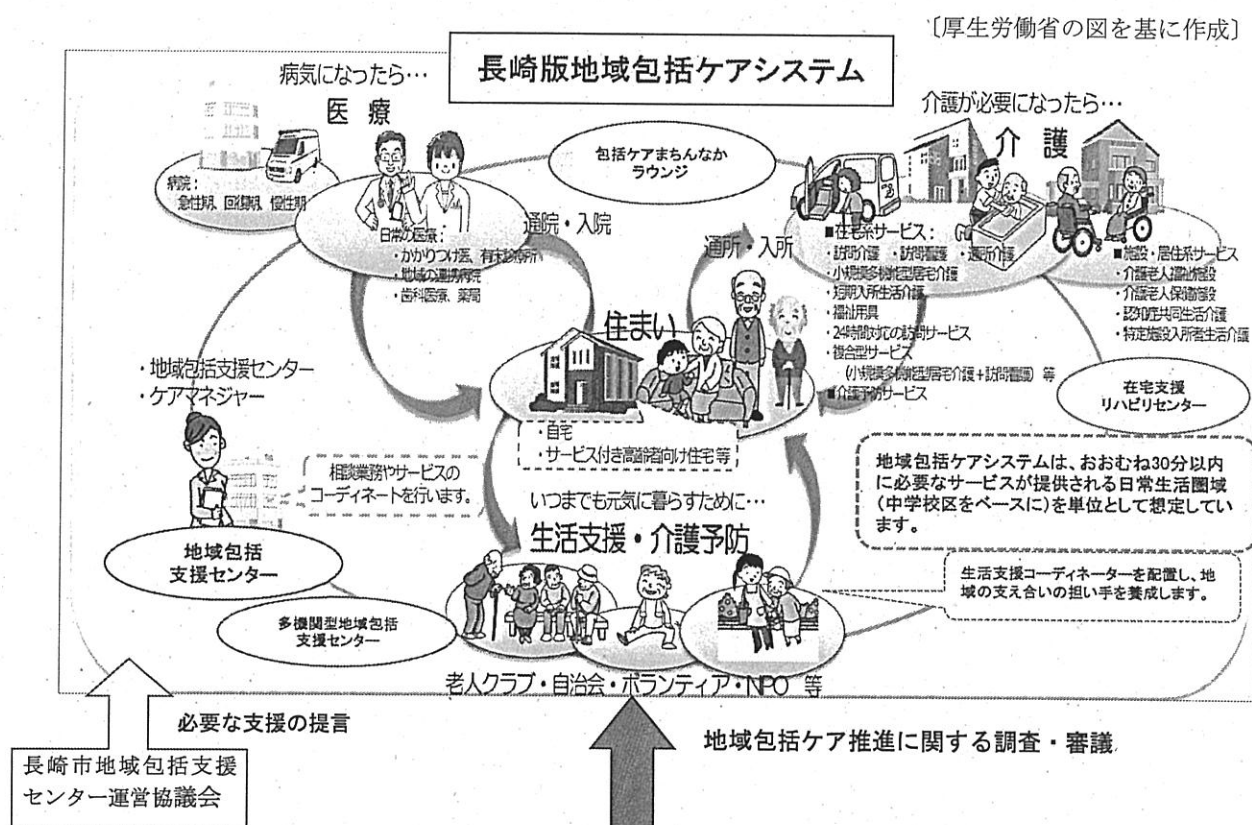 〔厚生労働省の図を基に作成〕
長崎版地域包括ケアシステム
病気になったら…
医 療
病院：
急性期、回復期、慢性期
日常の医療：
・かかりつけ医、有床診療所
・地域の連携病院
・歯科医療、薬局
通院・入院
包括ケアまちんなか
ラウンジ
介護が必要になったら…
介 護
通所・入所
■在宅系サービス：
・訪問介護 ・訪問看護 ・通所介護
・小規模多機能型居宅介護
・短期入所生活介護
・福祉用具
・24時間対応の訪問サービス
・複合型サービス
（小規模多機能型居宅介護＋訪問看護）等
■介護予防サービス
■施設・居住系サービス
・介護老人福祉施設
・介護老人保健施設
・認知症共同生活介護
・特定施設入所者生活介護
在宅支援
リハビリセンター
住まい
・自宅
・サービス付き高齢者向け住宅等
・地域包括支援センター
・ケアマネジャー
相談業務やサービスの
コーディネートを行います。
地域包括
支援センター
多機関型地域包括
支援センター
いつまでも元気に暮らすために…
生活支援・介護予防
老人クラブ・自治会・ボランティア・NPO 等
地域包括ケアシステムは、おおむね30分以内
に必要なサービスが提供される日常生活圏域
（中学校区をベースに）を単位として想定してい
ます。
生活支援コーディネーターを配置し、地
域の支え合いの担い手を養成します。
必要な支援の提言
長崎市地域包括支援
センター運営協議会
地域包括ケア推進に関する調査・審議